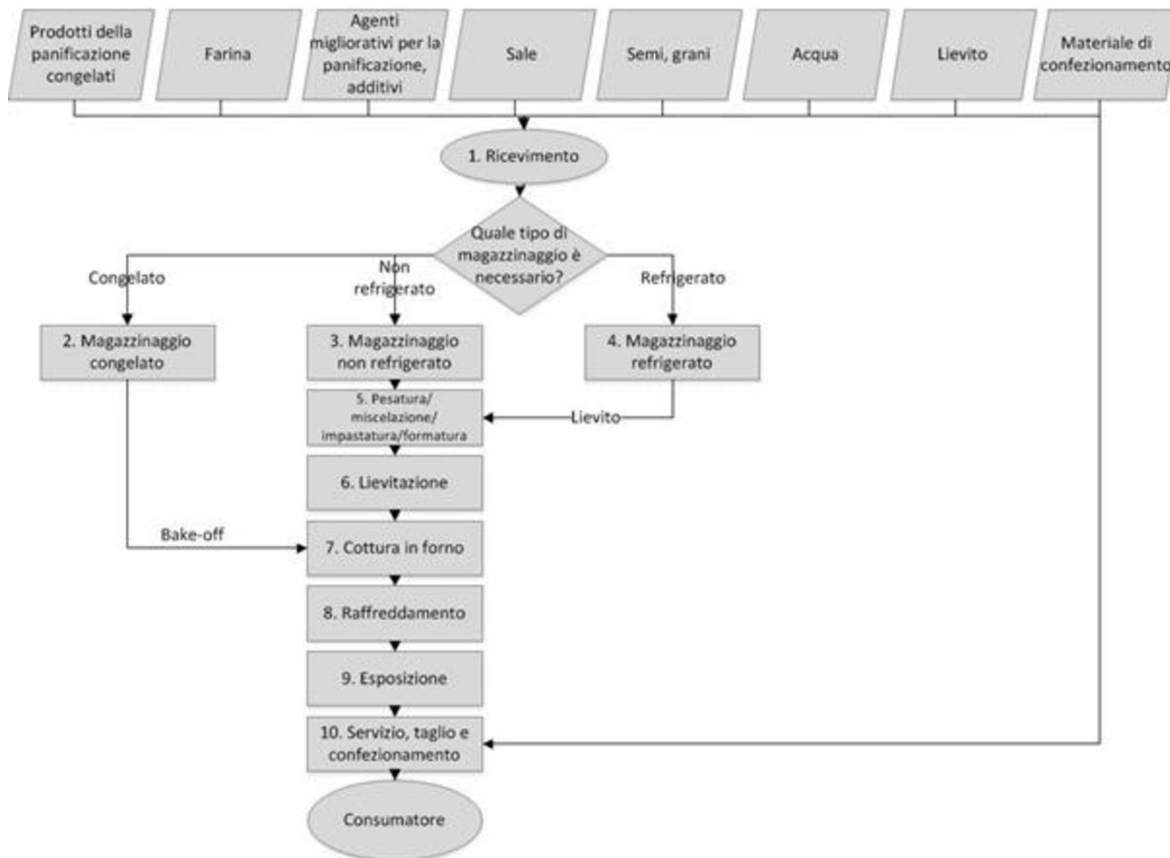 Prodotti della
panificazione
congelati
Farina
Agenti
migliorativi per la
panificazione,
additivi
Sale
Semi, grani
Acqua
Lievito
Materiale di
confezionamento
1. Ricevimento
Quale tipo di
magazzinaggio è
necessario?
Congelato
Non
refrigerato
Refrigerato
2. Magazzinaggio
congelato
3. Magazzinaggio
non refrigerato
4. Magazzinaggio
refrigerato
5. Pesatura/
miscelazione/
impastatura/formatura
Lievito
6. Lievitazione
Bake-off
7. Cottura in forno
8. Raffreddamento
9. Esposizione
10. Servizio, taglio e
confezionamento
Consumatore